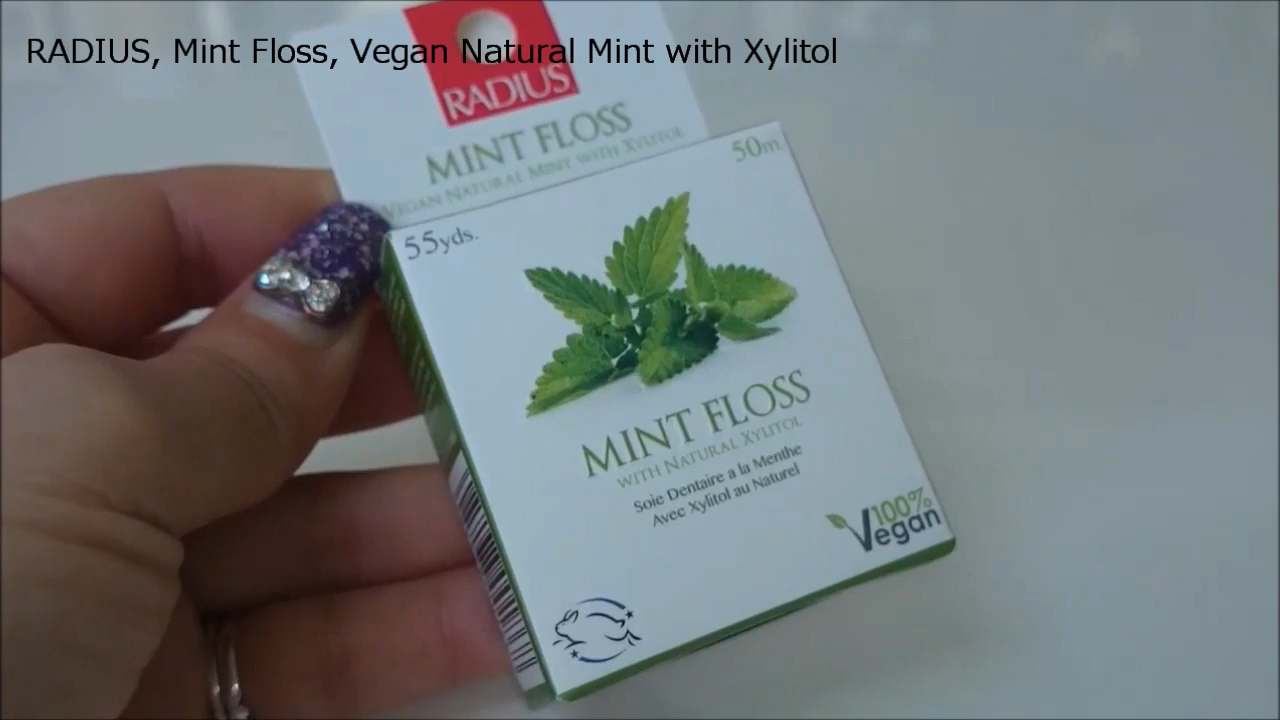 RADIUS, Mint Floss, Vegan Natural Mint with Xylitol
RADIUS
MINT FLOSS
VEGAN NATURAL MINT WITH XYLITOL
55yds.
50m
MINT FLOSS
WITH NATURAL XYLITOL
Soie Dentaire a la Menthe
Avec Xylitol au Naturel
100%
Vegan